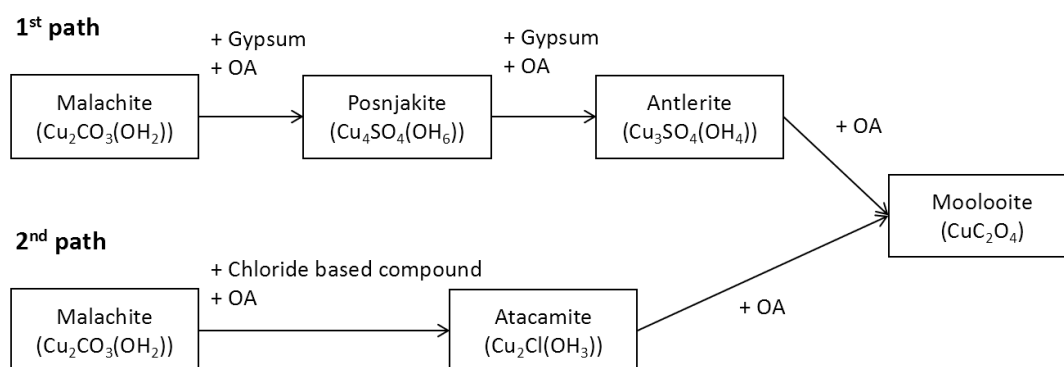 1st path
+ Gypsum
+ OA
+ Gypsum
+ OA
Malachite
(Cu₂CO₃(OH₂))
Posnjakite
(Cu₄SO₄(OH₆))
Antlerite
(Cu₃SO₄(OH₄))
+ OA
Moolooite
(CuC₂O₄)
2nd path
+ Chloride based compound
+ OA
Malachite
(Cu₂CO₃(OH₂))
Atacamite
(Cu₂Cl(OH₃))
+ OA